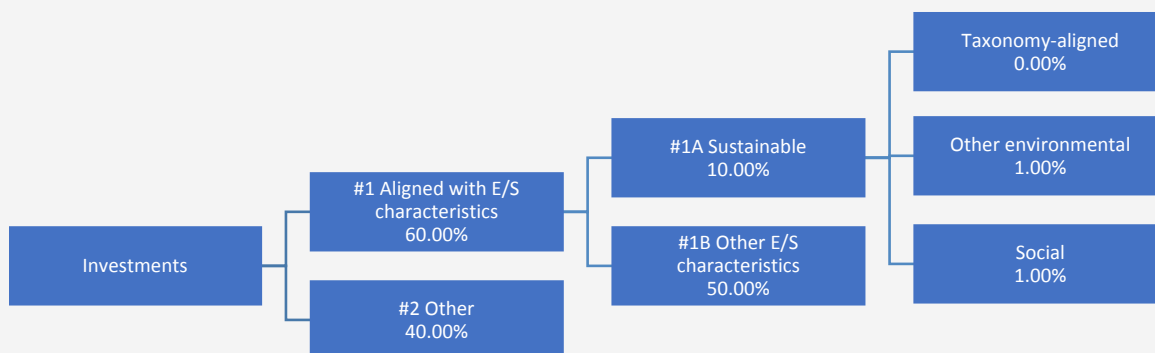 Investments
#1 Aligned with E/S
characteristics
60.00%
#2 Other
40.00%
#1A Sustainable
10.00%
#1B Other E/S
characteristics
50.00%
Taxonomy-aligned
0.00%
Other environmental
1.00%
Social
1.00%